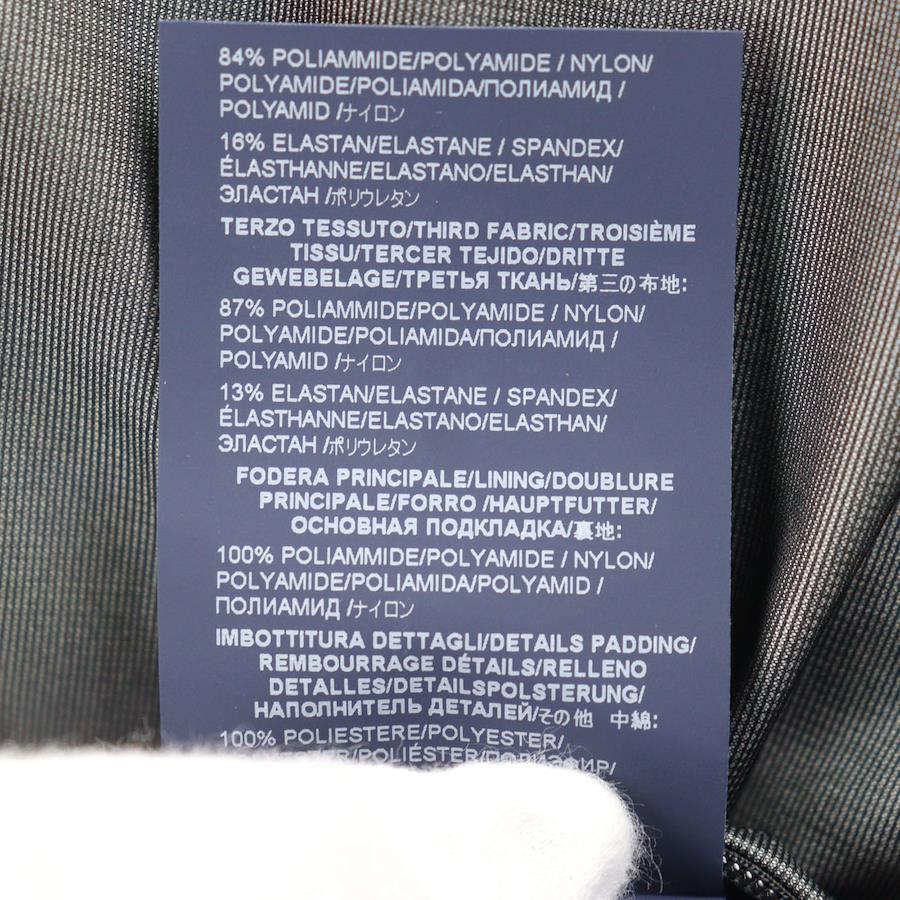 84% POLIAMMIDE/POLYAMIDE / NYLON/
POLYAMIDE/POLIAMIDA/ПОЛИАМИД /
POLYAMID /ナイロン
16% ELASTAN/ELASTANE / SPANDEX/
ÉLASTHANNE/ELASTANO/ELASTHAN/
ЭЛАСТАН /ポリウレタン
TERZO TESSUTO/THIRD FABRIC/TROISIÈME
TISSU/TERCER TEJIDO/DRITTE
GEWEBELAGE/ТРЕТЬЯ ТКАНЬ/第三の布地:
87% POLIAMMIDE/POLYAMIDE / NYLON/
POLYAMIDE/POLIAMIDA/ПОЛИАМИД /
POLYAMID /ナイロン
13% ELASTAN/ELASTANE / SPANDEX/
ÉLASTHANNE/ELASTANO/ELASTHAN/
ЭЛАСТАН /ポリウレタン
FODERA PRINCIPALE/LINING/DOUBLURE
PRINCIPALE/FORRO /HAUPTFUTTER/
ОСНОВНАЯ ПОДКЛАДКА/裏地:
100% POLIAMMIDE/POLYAMIDE / NYLON/
POLYAMIDE/POLIAMIDA/POLYAMID /
ПОЛИАМИД /ナイロン
IMBOTTITURA DETTAGLI/DETAILS PADDING/
REMBOURRAGE DÉTAILS/RELLENO
DETALLES/DETAILSPOLSTERUNG/
НАПОЛНИТЕЛЬ ДЕТАЛЕЙ/その他 中綿:
100% POLIESTERE/POLYESTER/
/POLIÉSTER/ПОЛИЭФИР/